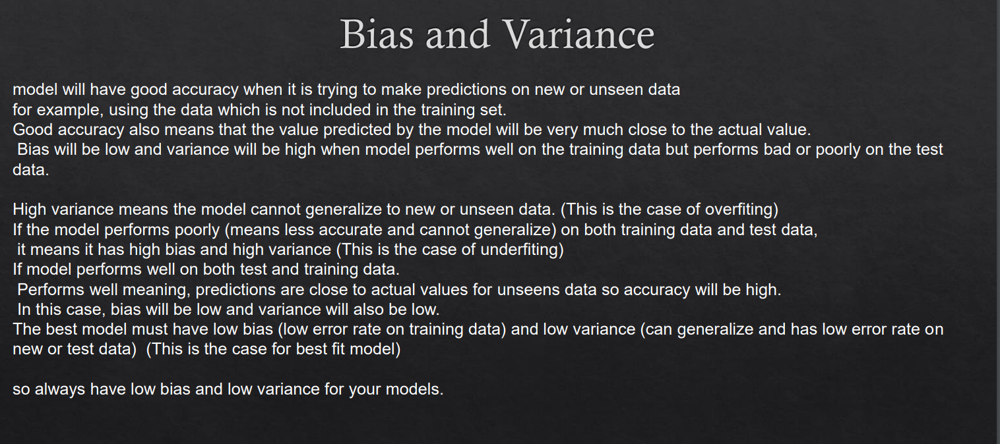 Bias and Variance
model will have good accuracy when it is trying to make predictions on new or unseen data
for example, using the data which is not included in the training set.
Good accuracy also means that the value predicted by the model will be very much close to the actual value.
Bias will be low and variance will be high when model performs well on the training data but performs bad or poorly on the test
data.
High variance means the model cannot generalize to new or unseen data. (This is the case of overfiting)
If the model performs poorly (means less accurate and cannot generalize) on both training data and test data,
it means it has high bias and high variance (This is the case of underfiting)
If model performs well on both test and training data.
Performs well meaning, predictions are close to actual values for unseens data so accuracy will be high.
In this case, bias will be low and variance will also be low.
The best model must have low bias (low error rate on training data) and low variance (can generalize and has low error rate on
new or test data)  (This is the case for best fit model)
so always have low bias and low variance for your models.